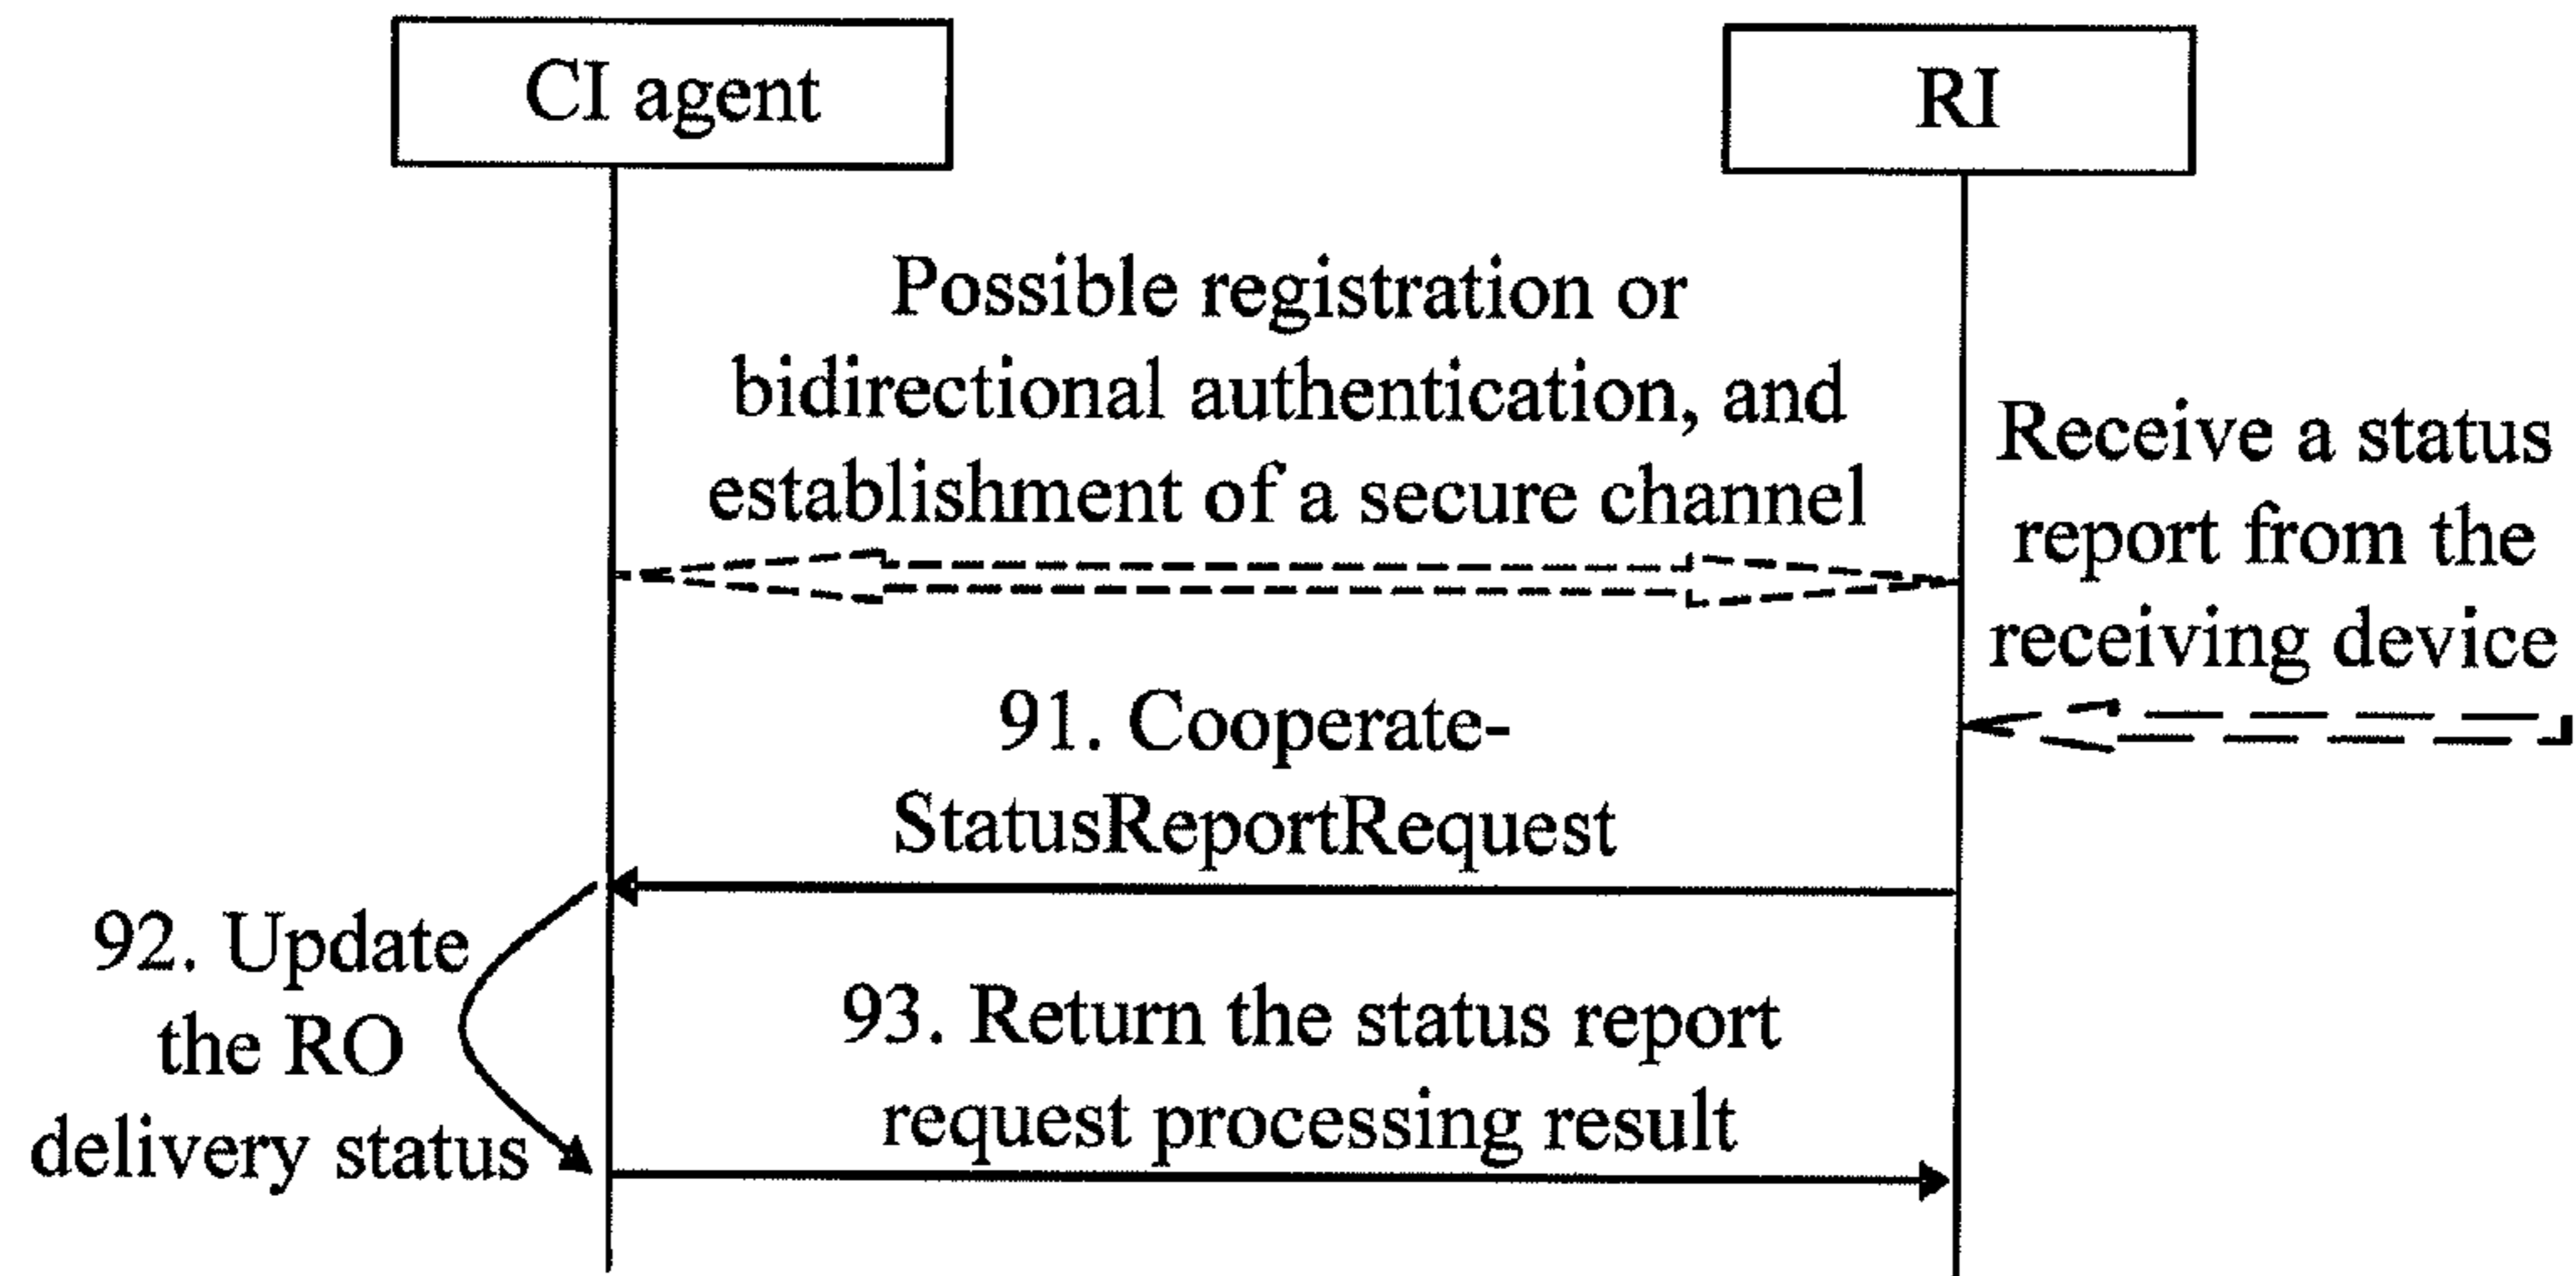 CI agent
RI
Possible registration or
bidirectional authentication, and
establishment of a secure channel
Receive a status
report from the
receiving device
91. Cooperate-
StatusReportRequest
92. Update
the RO
delivery status
93. Return the status report
request processing result